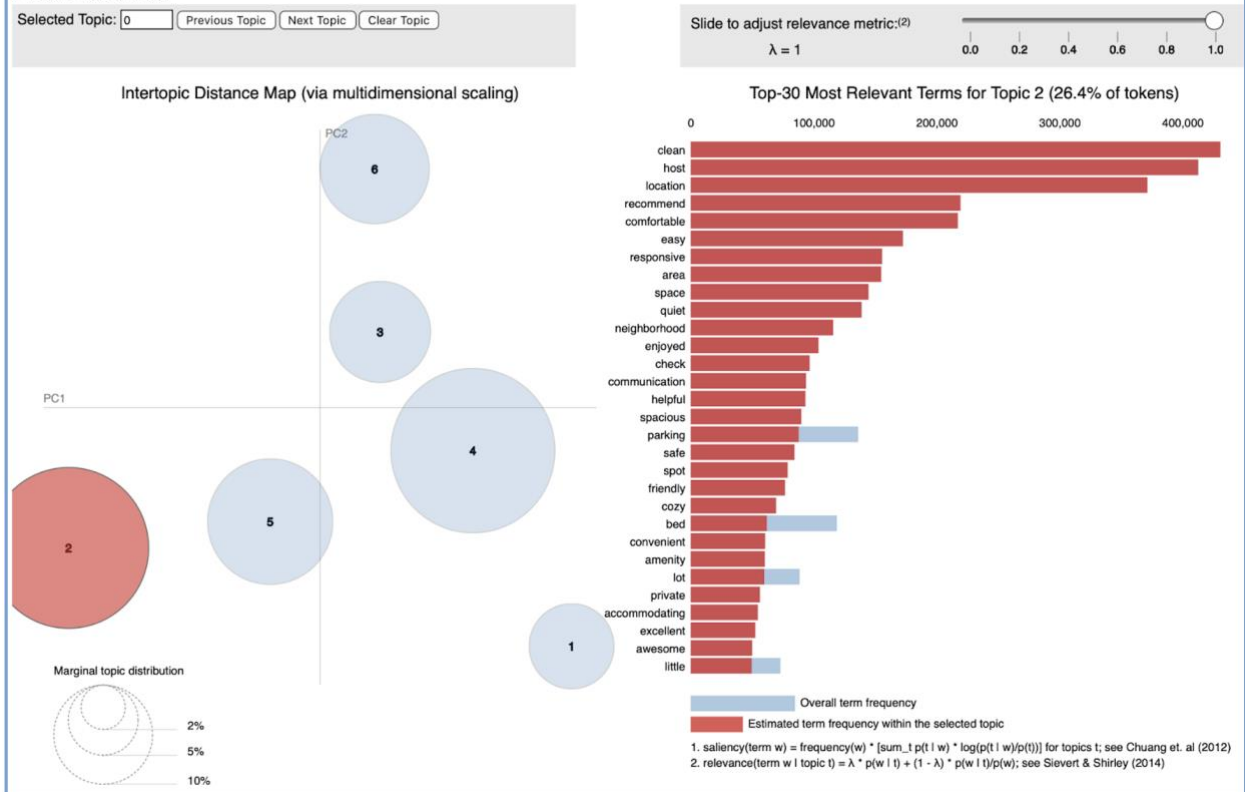 Selected Topic: 0 Previous Topic Next Topic Clear Topic
Slide to adjust relevance metric:(2)
λ = 1
0.0 0.2 0.4 0.6 0.8 1.0
Intertopic Distance Map (via multidimensional scaling)
PC2
PC1
6
3
4
5
2
1
Marginal topic distribution
2%
5%
10%
Top-30 Most Relevant Terms for Topic 2 (26.4% of tokens)
0 100,000 200,000 300,000 400,000
clean
host
location
recommend
comfortable
easy
responsive
area
space
quiet
neighborhood
enjoyed
check
communication
helpful
spacious
parking
safe
spot
friendly
cozy
bed
convenient
amenity
lot
private
accommodating
excellent
awesome
little
Overall term frequency
Estimated term frequency within the selected topic
1. saliency(term w) = frequency(w) * [sum_t p(t | w) * log(p(t | w)/p(t))] for topics t; see Chuang et. al (2012)
2. relevance(term w | topic t) = λ * p(w | t) + (1 - λ) * p(w | t)/p(w); see Sievert & Shirley (2014)